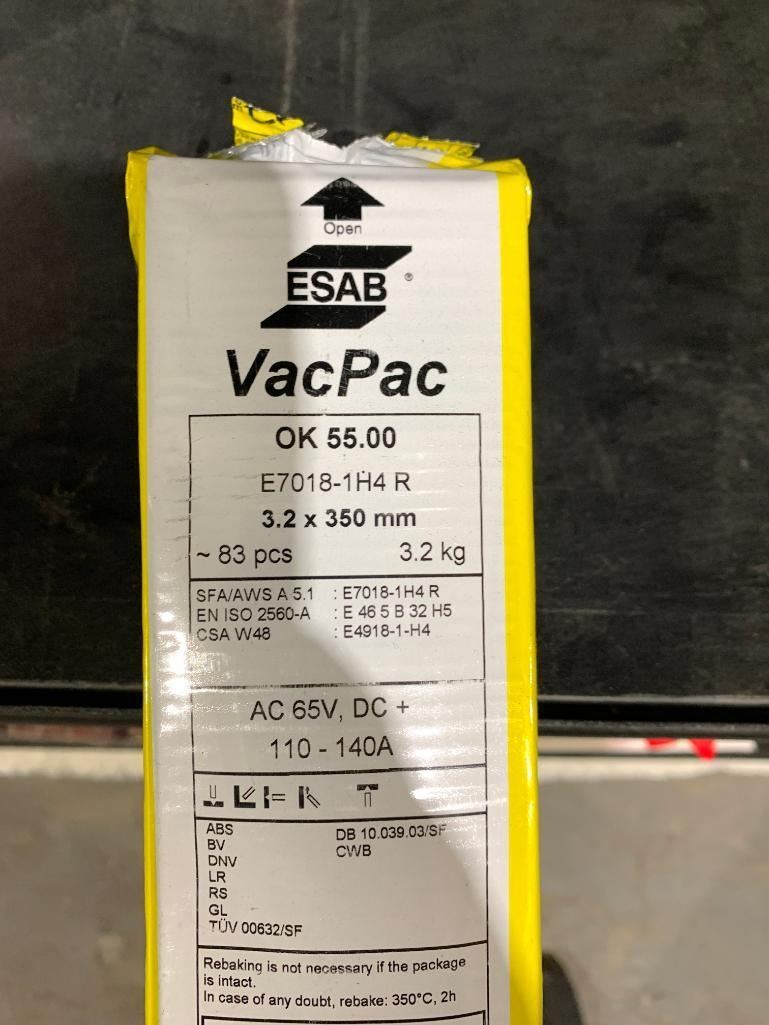 Open
ESAB ®
VacPac
OK 55.00
E7018-1H4 R
3.2 x 350 mm
~ 83 pcs 3.2 kg
SFA/AWS A 5.1 : E7018-1H4 R
EN ISO 2560-A : E 46 5 B 32 H5
CSA W48 : E4918-1-H4
AC 65V, DC +
110 - 140A
ABS DB 10.039.03/SF
BV CWB
DNV
LR
RS
GL
TÜV 00632/SF
Rebaking is not necessary if the package
is intact.
In case of any doubt, rebake: 350°C, 2h